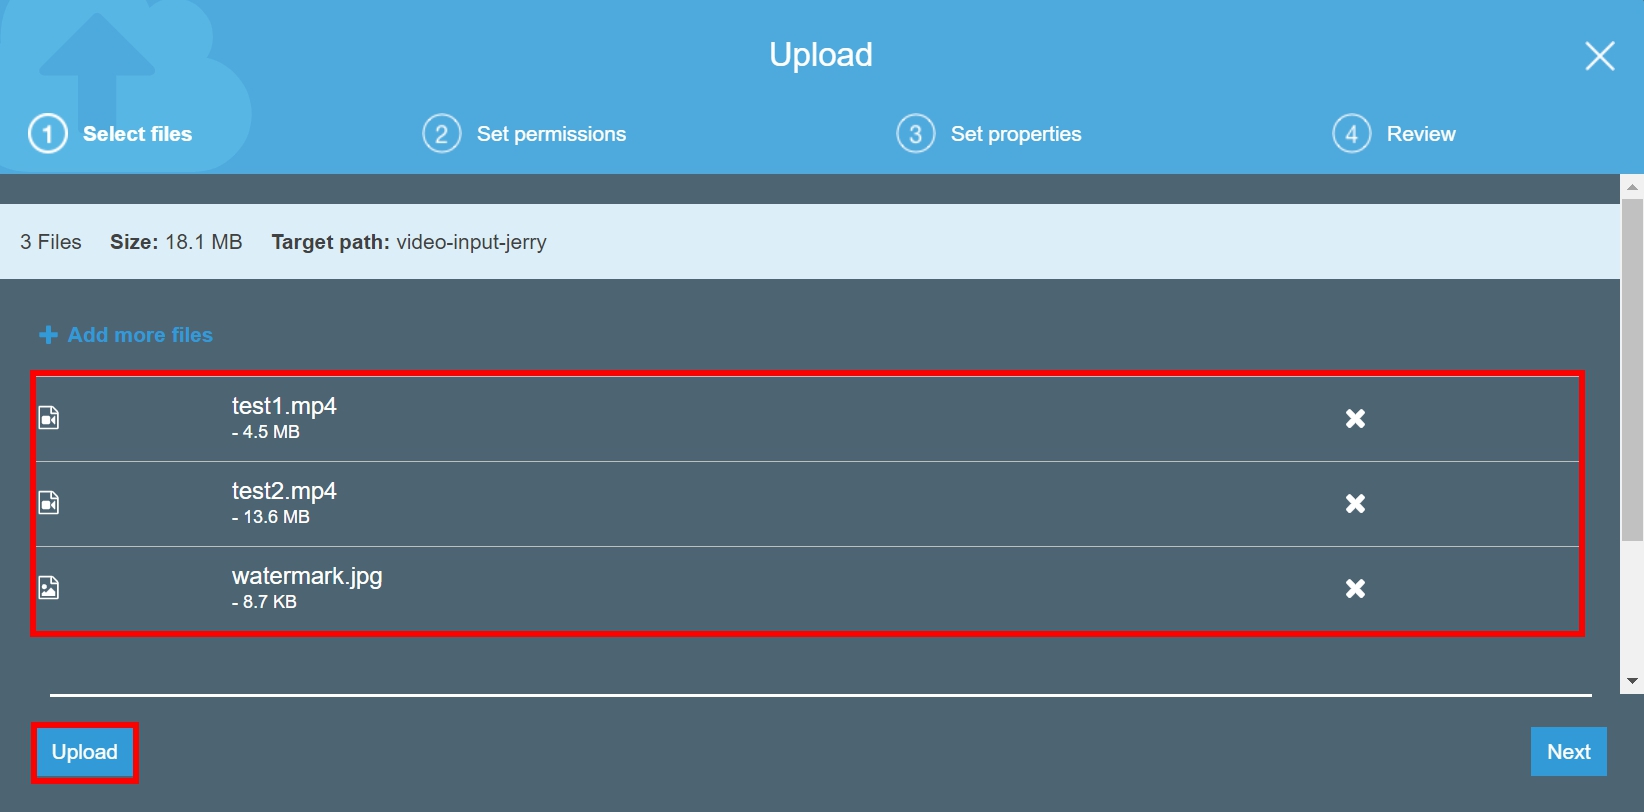 Upload
1 Select files
2 Set permissions
3 Set properties
4 Review
3 Files Size: 18.1 MB Target path: video-input-jerry
Add more files
test1.mp4
- 4.5 MB
test2.mp4
- 13.6 MB
watermark.jpg
- 8.7 KB
Upload
Next